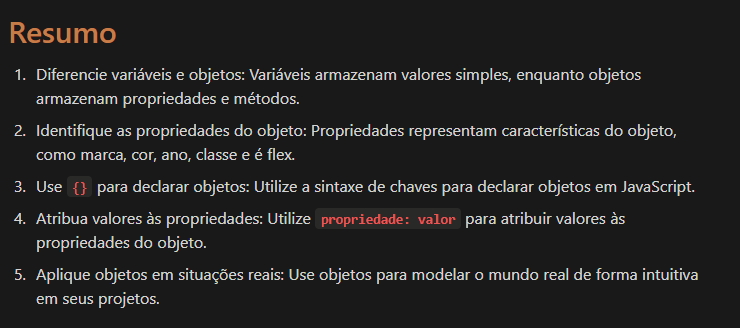 Resumo
1. Diferencie variáveis e objetos: Variáveis armazenam valores simples, enquanto objetos
armazenam propriedades e métodos.
2. Identifique as propriedades do objeto: Propriedades representam características do objeto,
como marca, cor, ano, classe e é flex.
3. Use {} para declarar objetos: Utilize a sintaxe de chaves para declarar objetos em JavaScript.
4. Atribua valores às propriedades: Utilize propriedade: valor para atribuir valores às
propriedades do objeto.
5. Aplique objetos em situações reais: Use objetos para modelar o mundo real de forma intuitiva
em seus projetos.